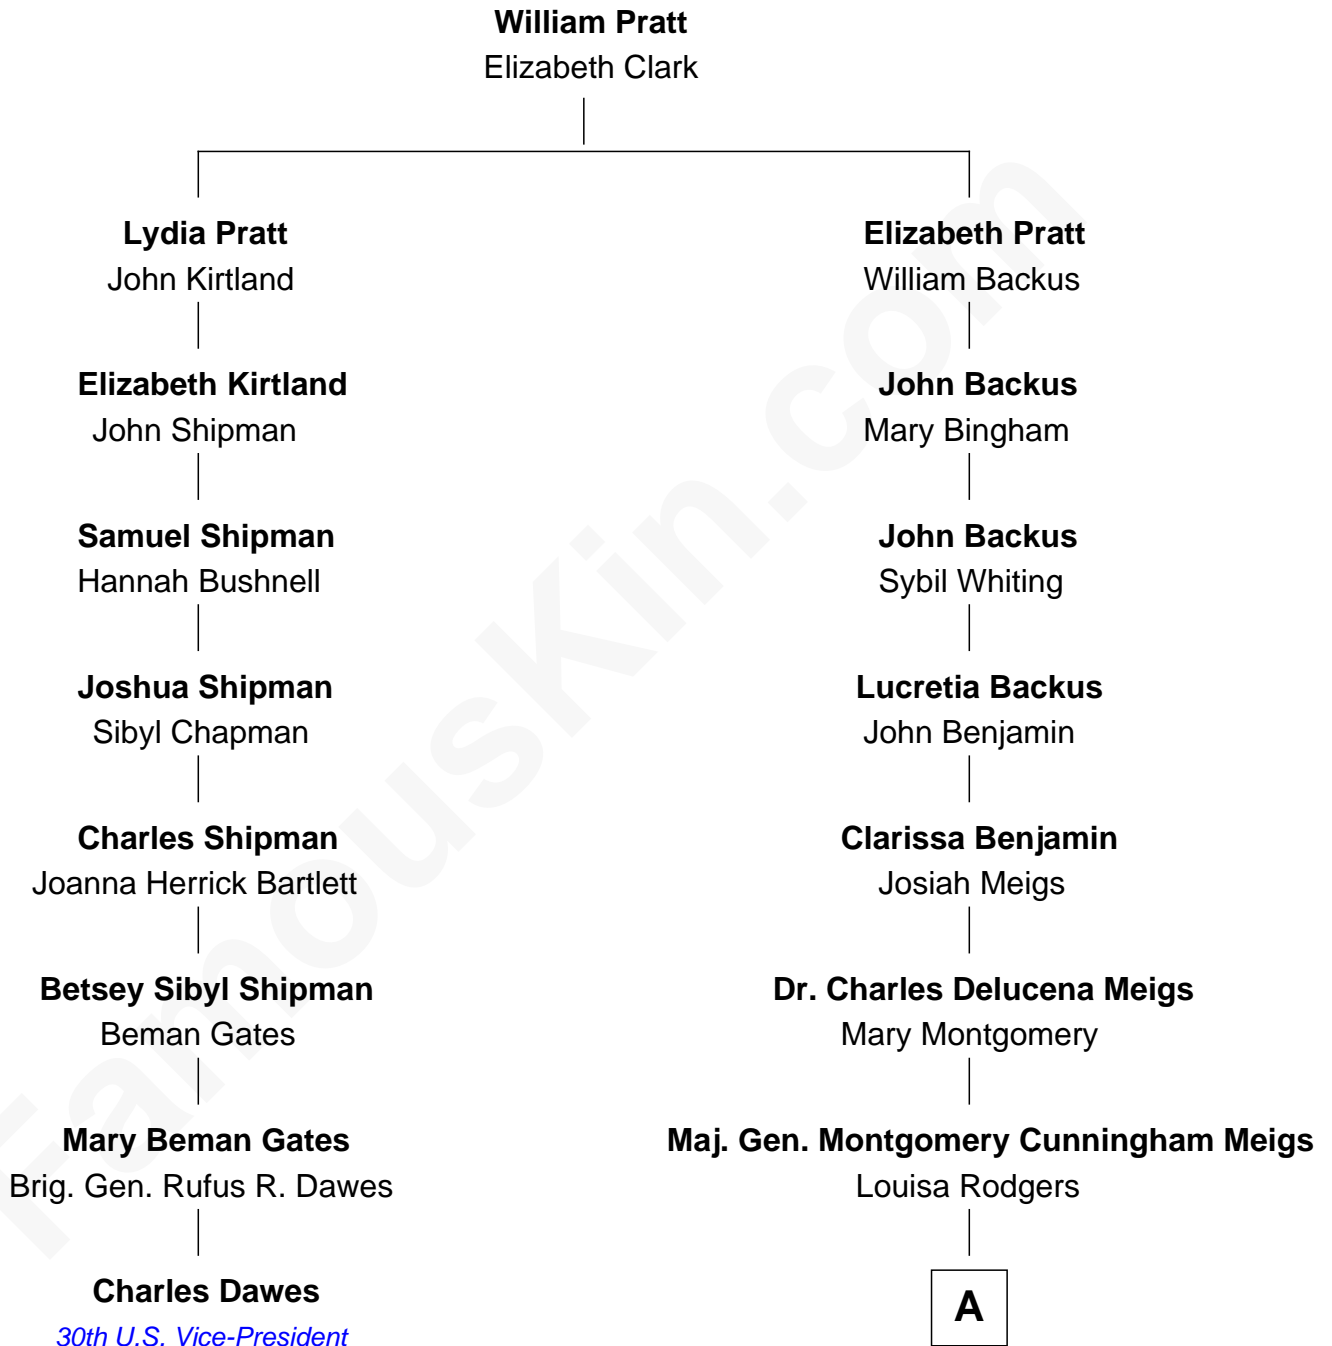 William Pratt
Elizabeth Clark
Lydia Pratt
John Kirtland
Elizabeth Pratt
William Backus
Elizabeth Kirtland
John Shipman
John Backus
Mary Bingham
Samuel Shipman
Hannah Bushnell
John Backus
Sybil Whiting
Joshua Shipman
Sibyl Chapman
Lucretia Backus
John Benjamin
Charles Shipman
Joanna Herrick Bartlett
Clarissa Benjamin
Josiah Meigs
Betsey Sibyl Shipman
Beman Gates
Dr. Charles Delucena Meigs
Mary Montgomery
Mary Beman Gates
Brig. Gen. Rufus R. Dawes
Maj. Gen. Montgomery Cunningham Meigs
Louisa Rodgers
Charles Dawes
30th U.S. Vice-President
A
FamousKin.com